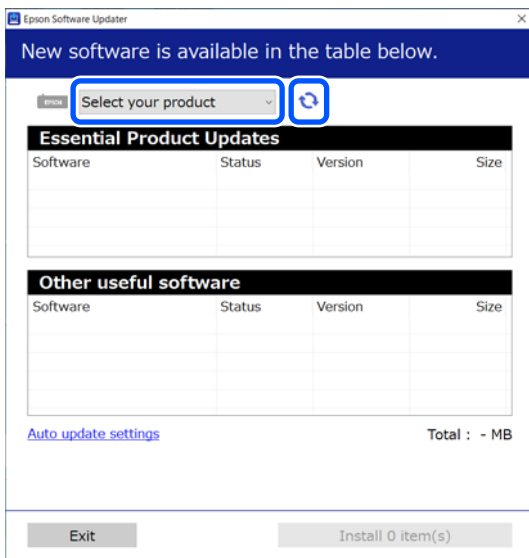 Epson Software Updater
New software is available in the table below.
EPSON Select your product
Essential Product Updates
Software Status Version Size
Other useful software
Software Status Version Size
Auto update settings Total : - MB
Exit Install 0 item(s)